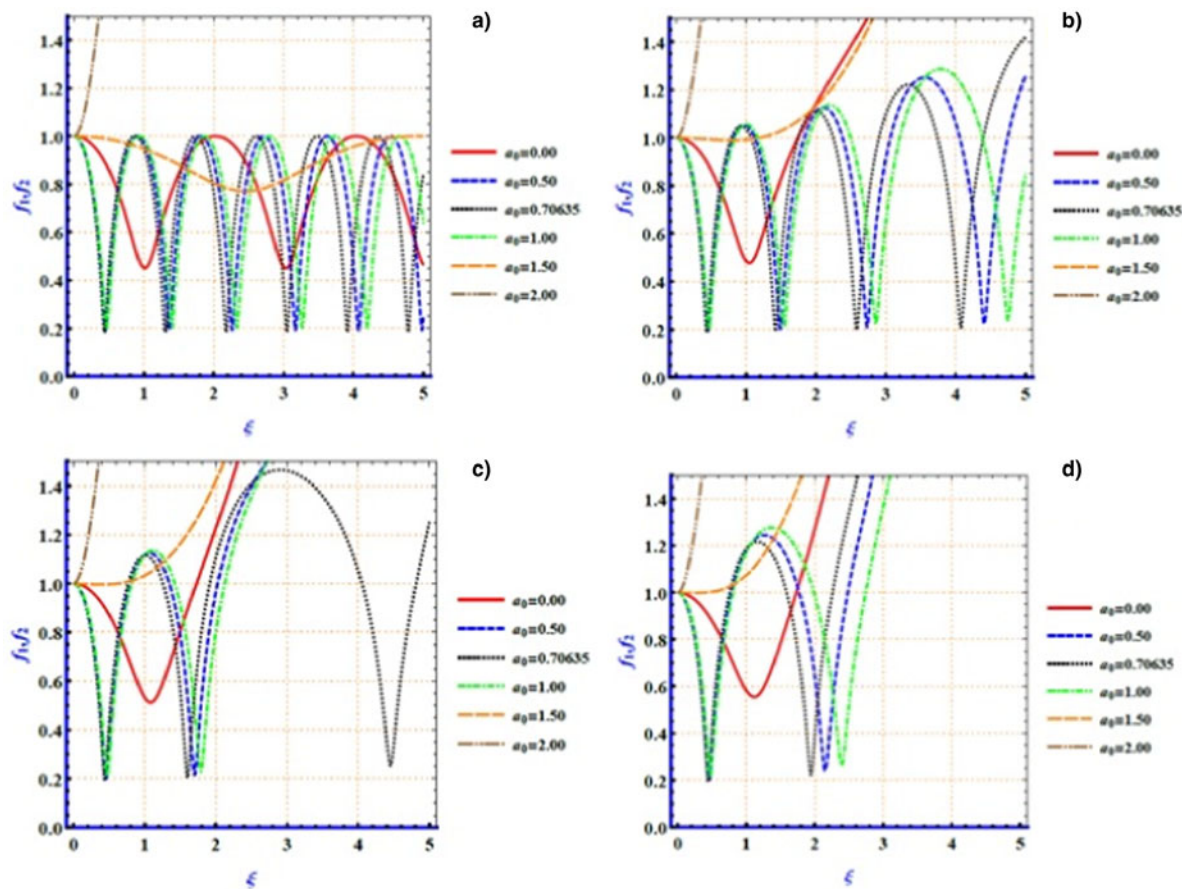 a)
f₁,f₂
1.4
1.2
1.0
0.8
0.6
0.4
0.2
0.0
0 1 2 3 4 5
ξ
a₀=0.00
a₀=0.50
a₀=0.70635
a₀=1.00
a₀=1.50
a₀=2.00
b)
f₁,f₂
1.4
1.2
1.0
0.8
0.6
0.4
0.2
0.0
0 1 2 3 4 5
ξ
a₀=0.00
a₀=0.50
a₀=0.70635
a₀=1.00
a₀=1.50
a₀=2.00
c)
f₁,f₂
1.4
1.2
1.0
0.8
0.6
0.4
0.2
0.0
0 1 2 3 4 5
ξ
a₀=0.00
a₀=0.50
a₀=0.70635
a₀=1.00
a₀=1.50
a₀=2.00
d)
f₁,f₂
1.4
1.2
1.0
0.8
0.6
0.4
0.2
0.0
0 1 2 3 4 5
ξ
a₀=0.00
a₀=0.50
a₀=0.70635
a₀=1.00
a₀=1.50
a₀=2.00